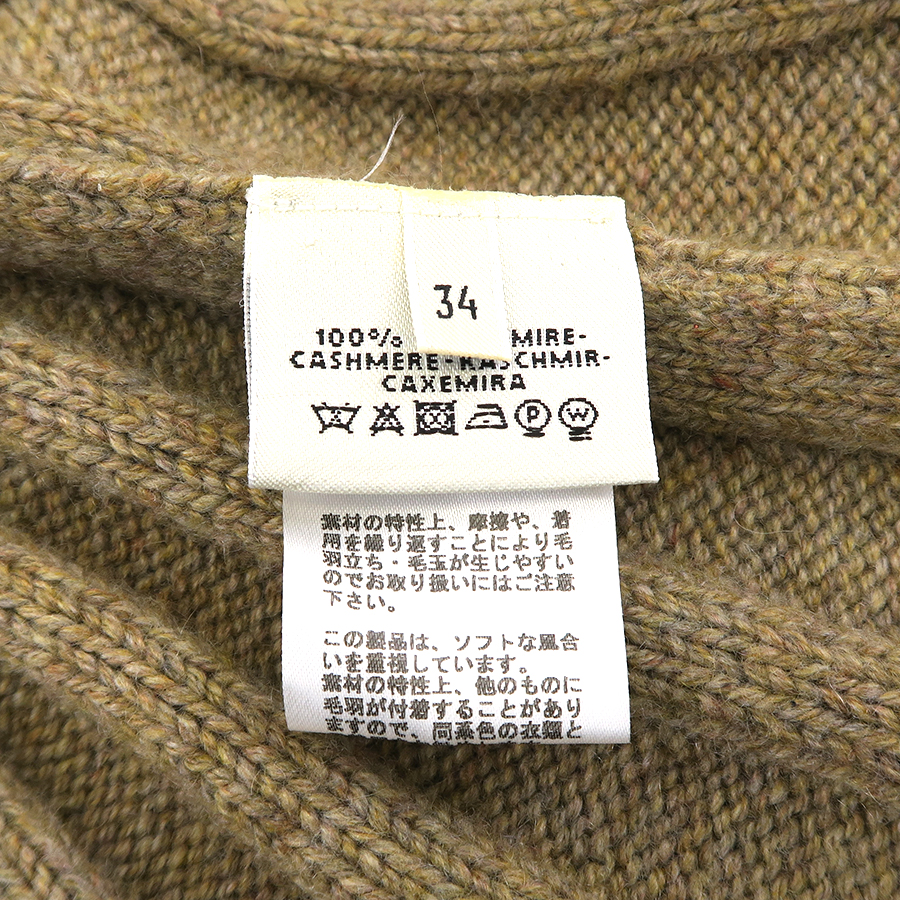 34
100% MIRE-
CASHMERE-KASCHMIR-
CAXEMIRA
P W
素材の特性上、摩擦や、着
用を繰り返すことにより毛
羽立ち・毛玉が生じやすい
のでお取り扱いにはご注意
下さい。
この製品は、ソフトな風合
いを重視しています。
素材の特性上、他のものに
毛羽が付着することがあり
ますので、同系色の衣類と